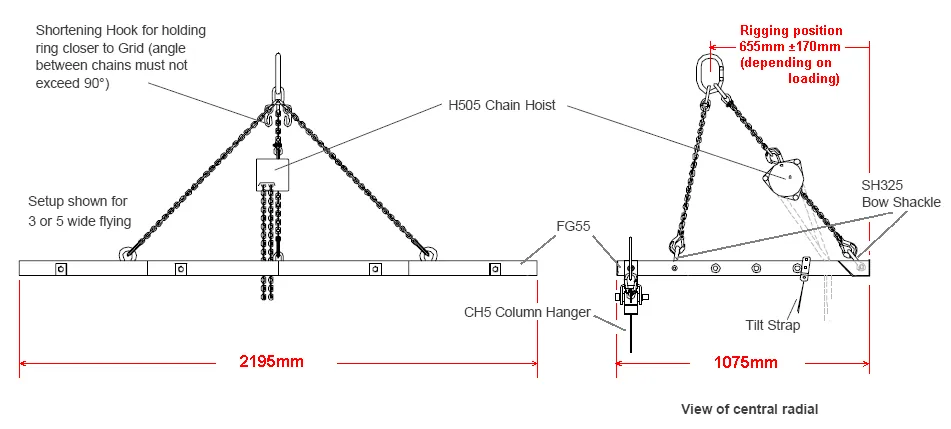 Shortening Hook for holding
ring closer to Grid (angle
between chains must not
exceed 90°)
Rigging position
655mm ±170mm
(depending on
loading)
H505 Chain Hoist
SH325
Bow Shackle
Setup shown for
3 or 5 wide flying
FG55
CH5 Column Hanger
Tilt Strap
2195mm
1075mm
View of central radial